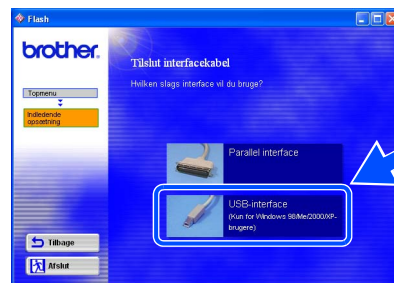 Flash
brother.
Tilslut interfacekabel
Hvilken slags interface vil du bruge?
Topmenu
Indledende
opsætning
Parallel interface
USB-interface
(Kun for Windows 98/Me/2000/XP-
brugere)
Tilbage
Afslut